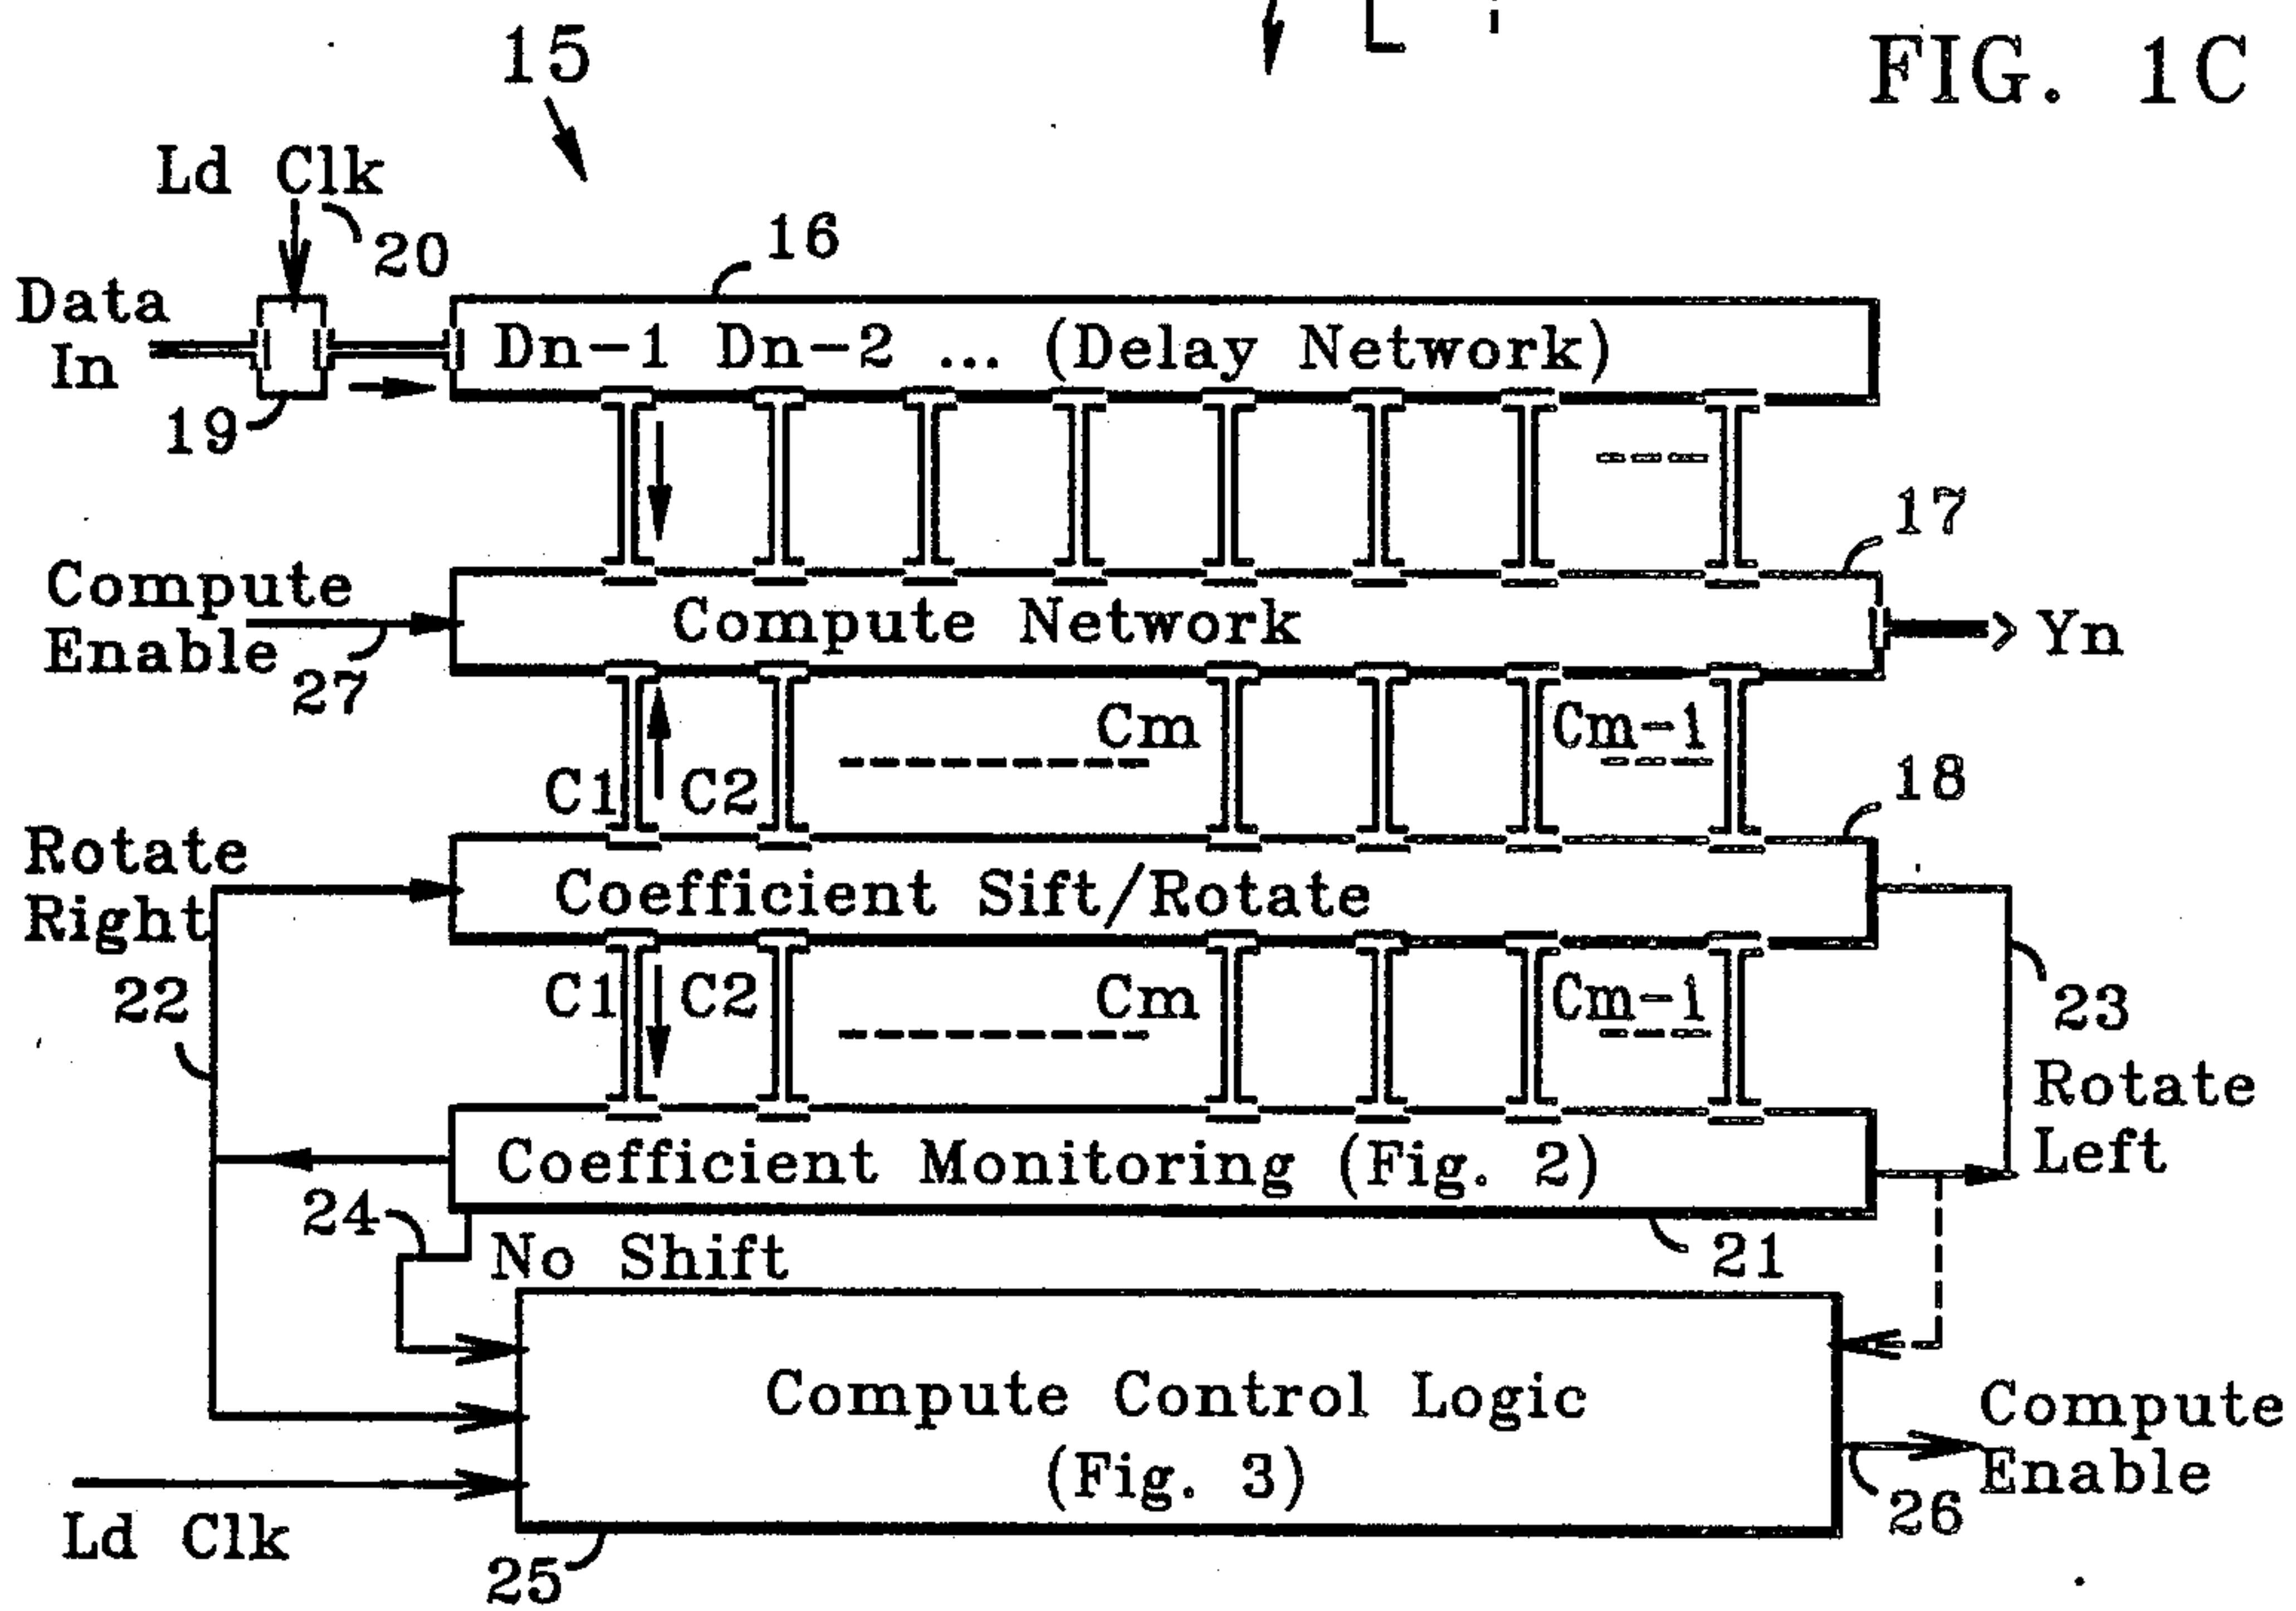 FIG. 1C
15
Ld Clk
20
16
Data
In
Dn-1 Dn-2 ... (Delay Network)
19
17
Compute
Enable
27
Compute Network
Yn
Cm
Cm-1
C1
C2
18
Rotate
Right
Coefficient Sift/Rotate
22
C1
C2
Cm
Cm-1
23
Rotate
Left
Coefficient Monitoring (Fig. 2)
24
No Shift
21
Compute Control Logic
(Fig. 3)
Compute
Enable
26
Ld Clk
25